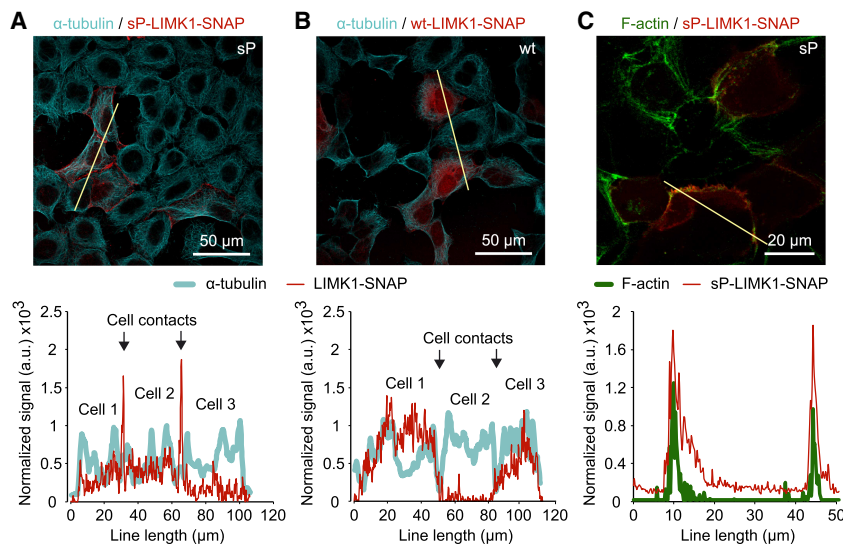 A
α-tubulin / sP-LIMK1-SNAP
sP
50 µm
B
α-tubulin / wt-LIMK1-SNAP
wt
50 µm
C
F-actin / sP-LIMK1-SNAP
sP
20 µm
α-tubulin
LIMK1-SNAP
F-actin
sP-LIMK1-SNAP
Normalized signal (a.u.) x10³
2.5
2
1.5
1
0.5
0
Cell contacts
Cell 1
Cell 2
Cell 3
0 20 40 60 80 100 120
Line length (µm)
Normalized signal (a.u.) x10³
2.5
2
1.5
1
0.5
0
Cell contacts
Cell 1
Cell 2
Cell 3
0 20 40 60 80 100 120
Line length (µm)
Normalized signal (a.u.) x10³
2
1.6
1.2
0.8
0.4
0
0 10 20 30 40 50
Line length (µm)